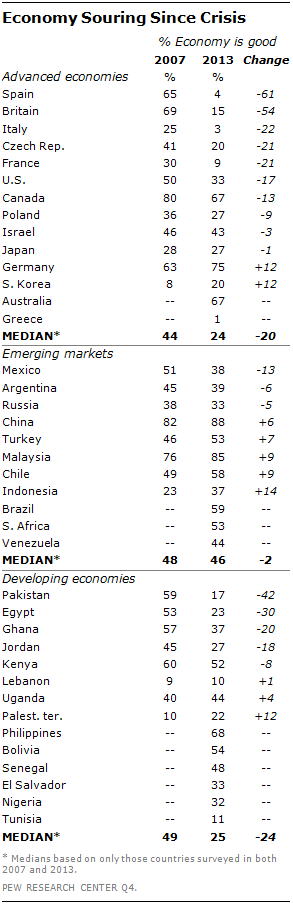 Economy Souring Since Crisis
% Economy is good
2007 2013 Change
Advanced economies % %
Spain 65 4 -61
Britain 69 15 -54
Italy 25 3 -22
Czech Rep. 41 20 -21
France 30 9 -21
U.S. 50 33 -17
Canada 80 67 -13
Poland 36 27 -9
Israel 46 43 -3
Japan 28 27 -1
Germany 63 75 +12
S. Korea 8 20 +12
Australia -- 67 --
Greece -- 1 --
MEDIAN* 44 24 -20
Emerging markets
Mexico 51 38 -13
Argentina 45 39 -6
Russia 38 33 -5
China 82 88 +6
Turkey 46 53 +7
Malaysia 76 85 +9
Chile 49 58 +9
Indonesia 23 37 +14
Brazil -- 59 --
S. Africa -- 53 --
Venezuela -- 44 --
MEDIAN* 48 46 -2
Developing economies
Pakistan 59 17 -42
Egypt 53 23 -30
Ghana 57 37 -20
Jordan 45 27 -18
Kenya 60 52 -8
Lebanon 9 10 +1
Uganda 40 44 +4
Palest. ter. 10 22 +12
Philippines -- 68 --
Bolivia -- 54 --
Senegal -- 48 --
El Salvador -- 33 --
Nigeria -- 32 --
Tunisia -- 11 --
MEDIAN* 49 25 -24
* Medians based on only those countries surveyed in both
2007 and 2013.
PEW RESEARCH CENTER Q4.